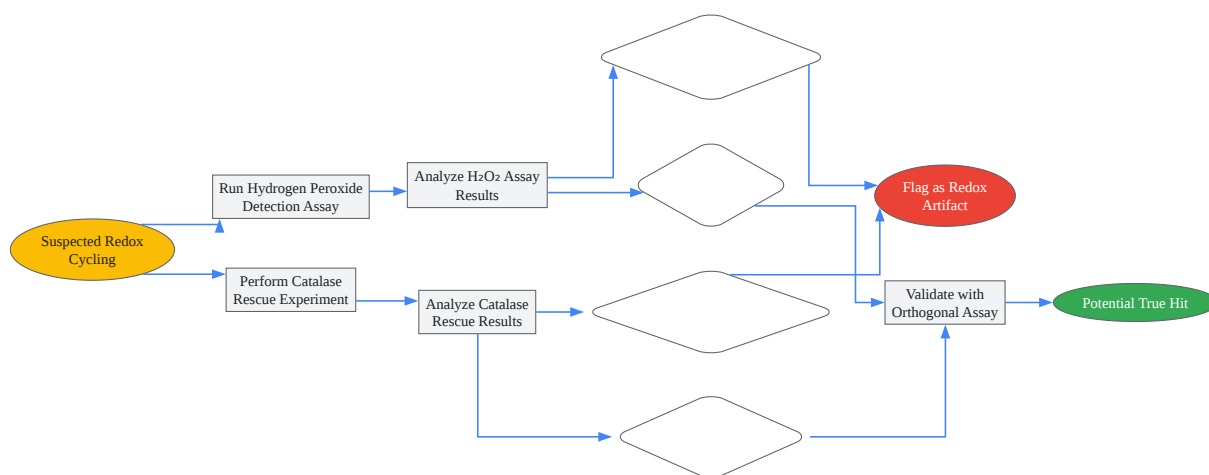 Suspected Redox
Cycling
Run Hydrogen Peroxide
Detection Assay
Perform Catalase
Rescue Experiment
Analyze H₂O₂ Assay
Results
Analyze Catalase
Rescue Results
Flag as Redox
Artifact
Validate with
Orthogonal Assay
Potential True Hit